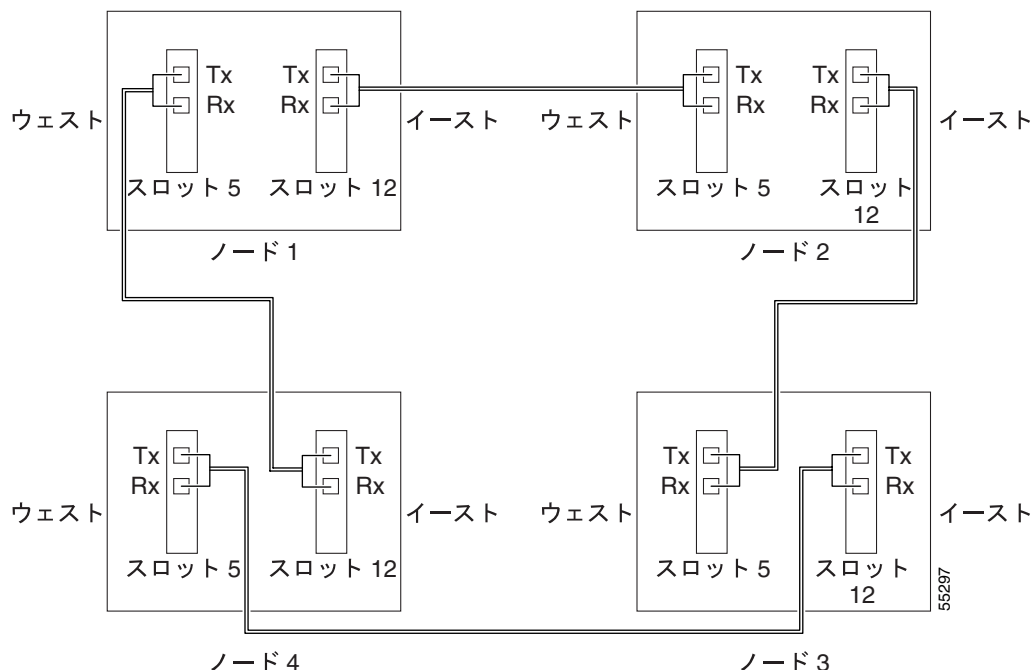 Tx Tx
Rx Rx
ウェスト イースト
スロット 5 スロット 12
ノード 1
Tx Tx
Rx Rx
ウェスト イースト
スロット 5 スロット
12
ノード 2
Tx Tx
Rx Rx
ウェスト イースト
スロット 5 スロット 12
ノード 4
Tx Tx
Rx Rx
ウェスト イースト
スロット 5 スロット
12
ノード 3
55297